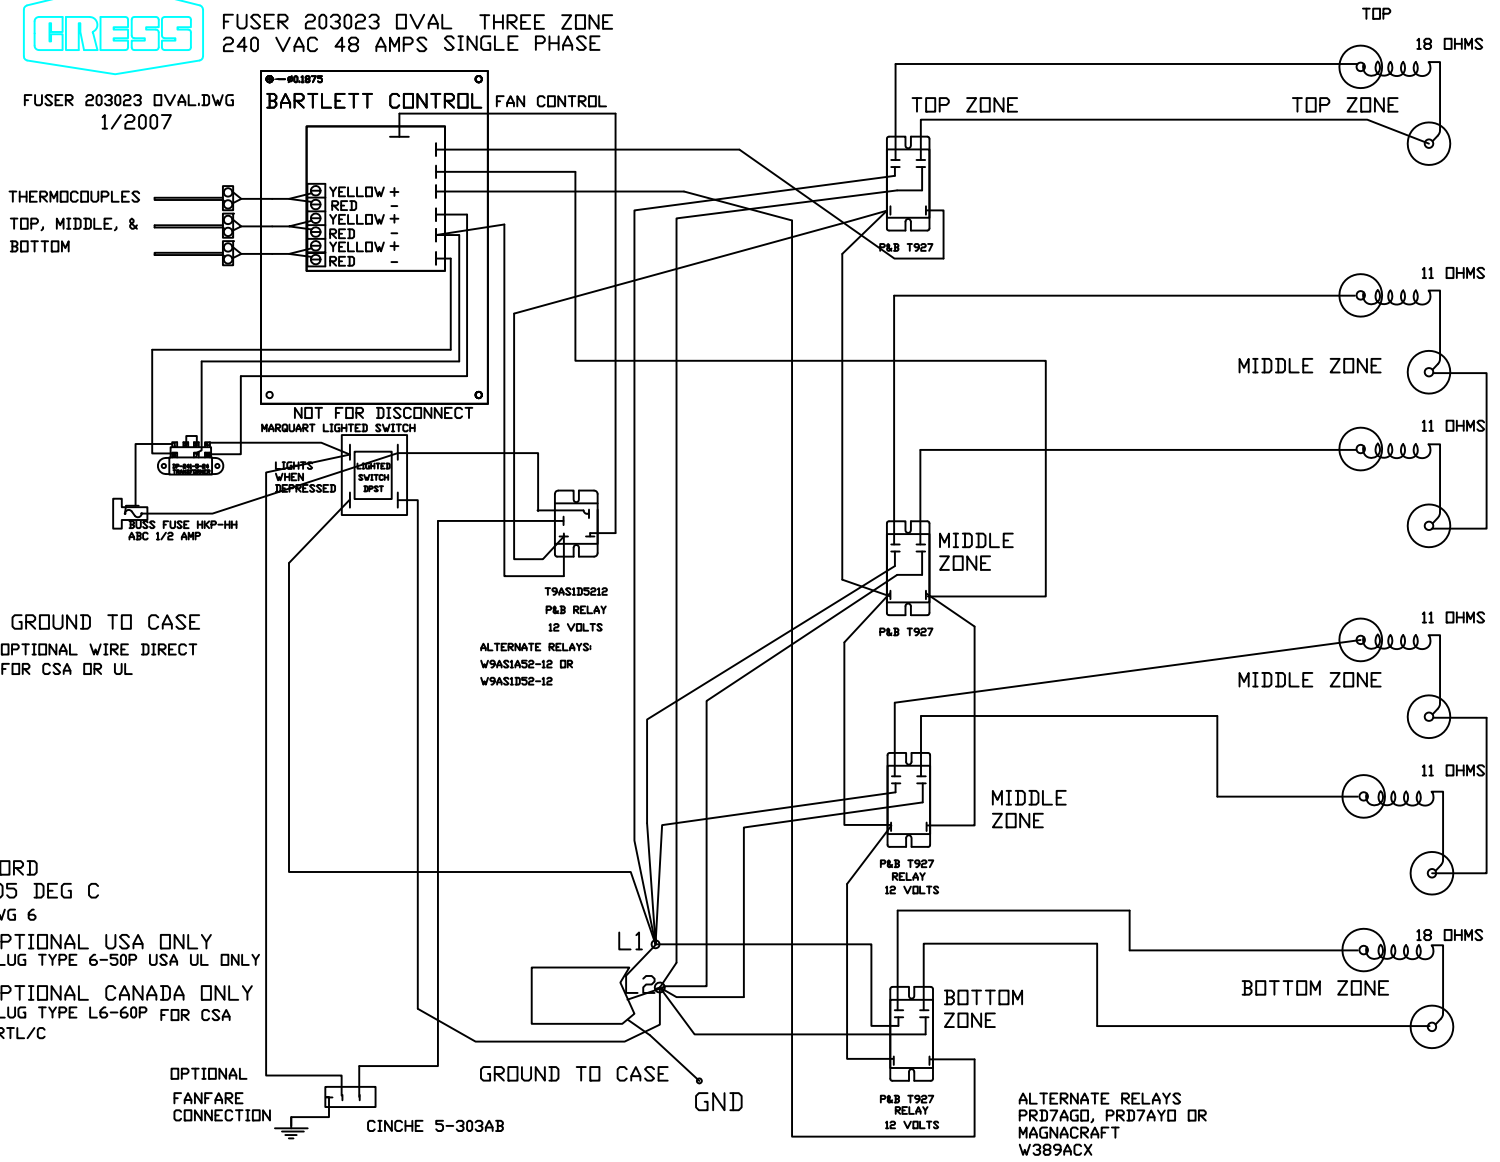 CRESS
FUSER 203023 OVAL THREE ZONE
240 VAC 48 AMPS SINGLE PHASE
FUSER 203023 OVAL.DWG
1/2007
ø0.1875
BARTLETT CONTROL
FAN CONTROL
THERMOCOUPLES
TOP, MIDDLE, &
BOTTOM
YELLOW +
RED -
YELLOW +
RED -
YELLOW +
RED -
NOT FOR DISCONNECT
MARQUART LIGHTED SWITCH
LIGHTS
WHEN
DEPRESSED
LIGHTED
SWITCH
DPST
TRANSFORMER
BUSS FUSE HKP-HH
ABC 1/2 AMP
T9AS1D5212
P&B RELAY
12 VOLTS
ALTERNATE RELAYS:
W9AS1A52-12 OR
W9AS1D52-12
GROUND TO CASE
OPTIONAL WIRE DIRECT
FOR CSA OR UL
ORD
05 DEG C
WG 6
PTIONAL USA ONLY
LUG TYPE 6-50P USA UL ONLY
PTIONAL CANADA ONLY
LUG TYPE L6-60P FOR CSA
RTL/C
OPTIONAL
FANFARE
CONNECTION
CINCHE 5-303AB
L1
L2
GROUND TO CASE
GND
TOP
18 OHMS
TOP ZONE
TOP ZONE
P&B T927
11 OHMS
MIDDLE ZONE
11 OHMS
MIDDLE
ZONE
P&B T927
11 OHMS
MIDDLE ZONE
11 OHMS
MIDDLE
ZONE
P&B T927
RELAY
12 VOLTS
18 OHMS
BOTTOM ZONE
BOTTOM
ZONE
P&B T927
RELAY
12 VOLTS
ALTERNATE RELAYS
PRD7AGO, PRD7AYO OR
MAGNACRAFT
W389ACX